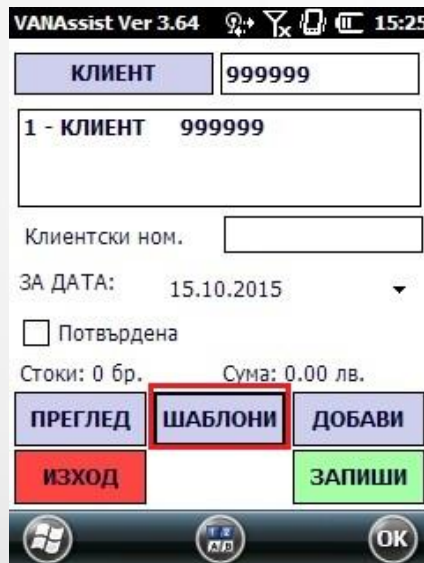 VANAssist Ver 3.64 15:25
КЛИЕНТ 999999
1 - КЛИЕНТ 999999
Клиентски ном.
ЗА ДАТА: 15.10.2015
Потвърдена
Стоки: 0 бр. Сума: 0.00 лв.
ПРЕГЛЕД ШАБЛОНИ ДОБАВИ
ИЗХОД ЗАПИШИ
OK